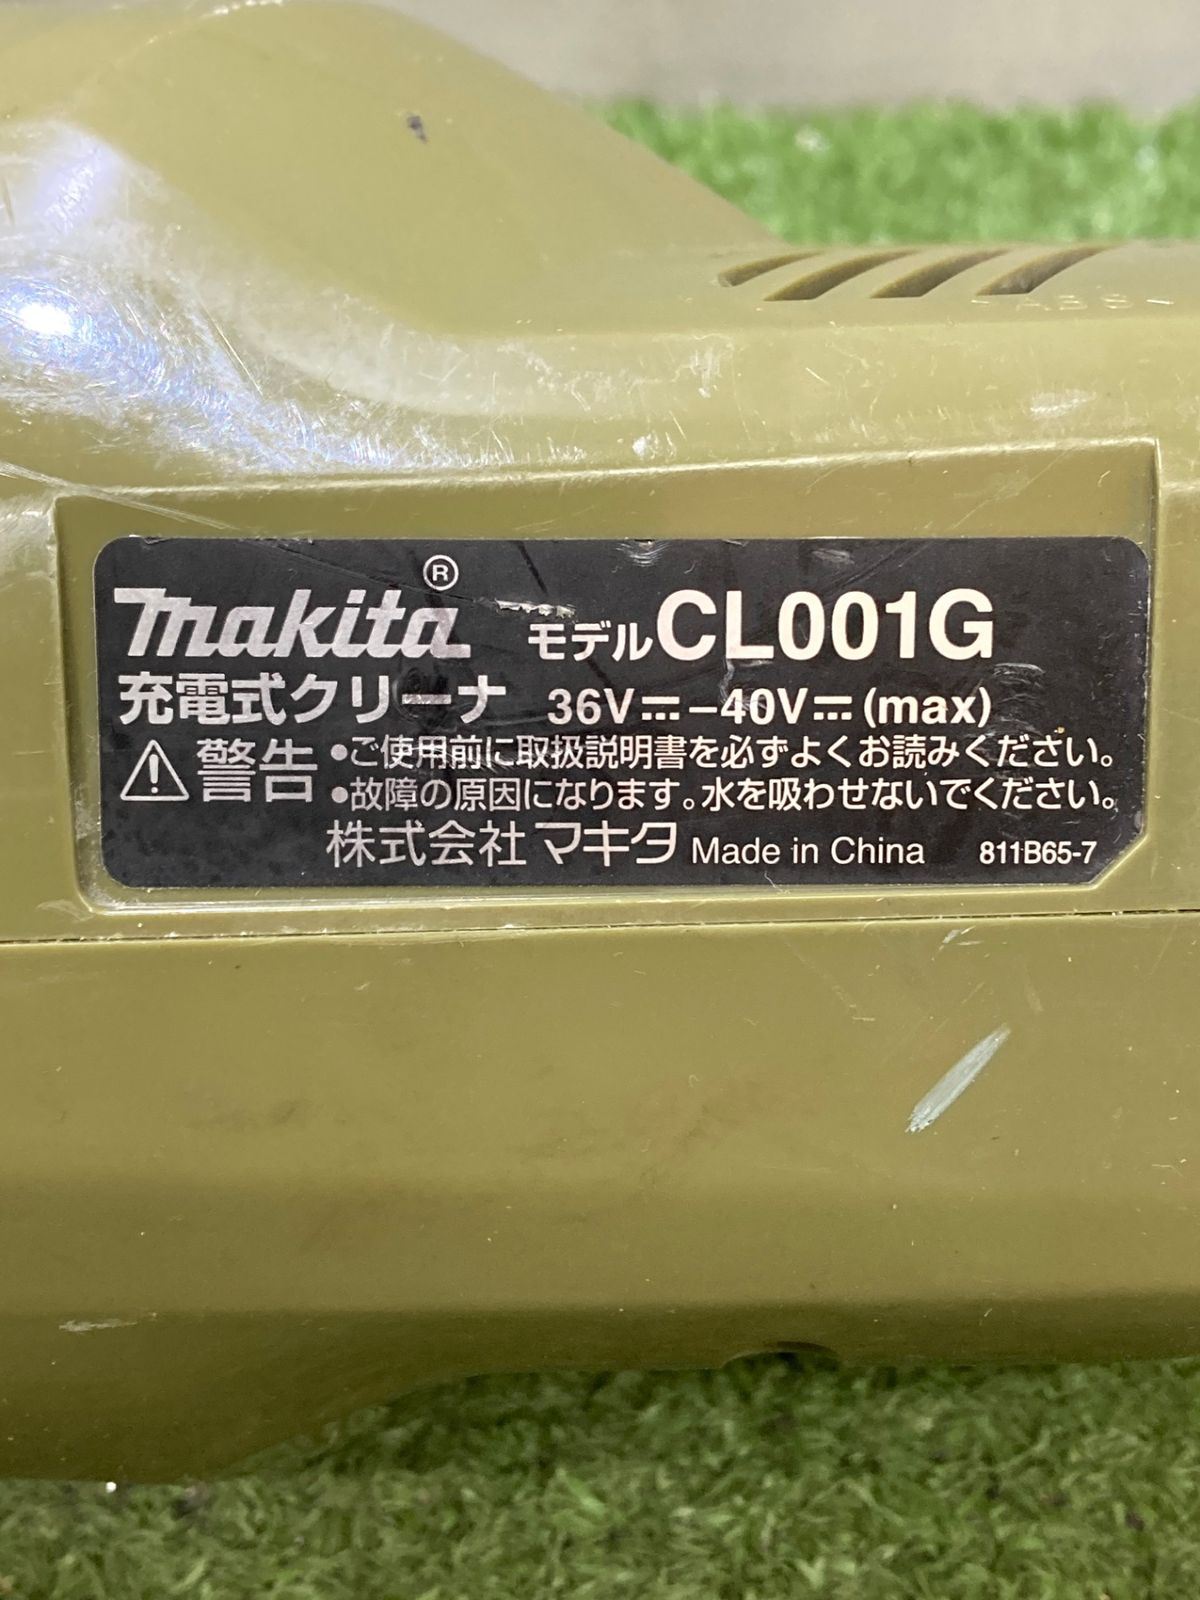 makita® モデルCL001G
充電式クリーナ 36V⎓–40V⎓(max)
⚠警告 •ご使用前に取扱説明書を必ずよくお読みください。
•故障の原因になります。水を吸わせないでください。
株式会社マキタ Made in China 811B65-7